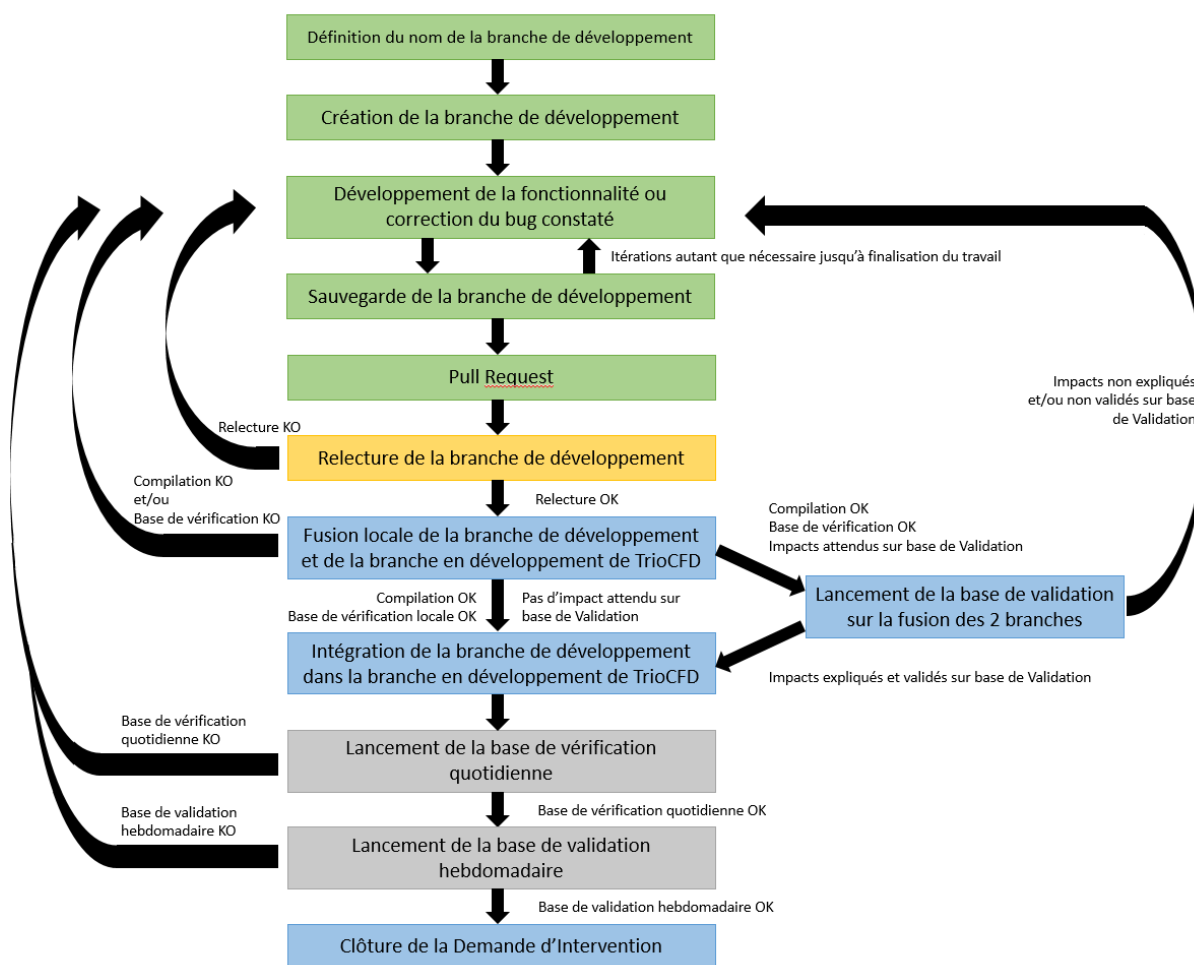 Définition du nom de la branche de développement
Création de la branche de développement
Développement de la fonctionnalité ou
correction du bug constaté
Itérations autant que nécessaire jusqu'à finalisation du travail
Sauvegarde de la branche de développement
Pull Request
Impacts non expliqués
et/ou non validés sur base
de Validation
Relecture KO
Relecture de la branche de développement
Compilation KO
et/ou
Base de vérification KO
Relecture OK
Compilation OK
Base de vérification OK
Impacts attendus sur base de Validation
Fusion locale de la branche de développement
et de la branche en développement de TrioCFD
Lancement de la base de validation
sur la fusion des 2 branches
Compilation OK
Base de vérification locale OK
Pas d'impact attendu sur
base de Validation
Intégration de la branche de développement
dans la branche en développement de TrioCFD
Impacts expliqués et validés sur base de Validation
Base de vérification
quotidienne KO
Lancement de la base de vérification
quotidienne
Base de vérification quotidienne OK
Base de validation
hebdomadaire KO
Lancement de la base de validation
hebdomadaire
Base de validation hebdomadaire OK
Clôture de la Demande d'Intervention